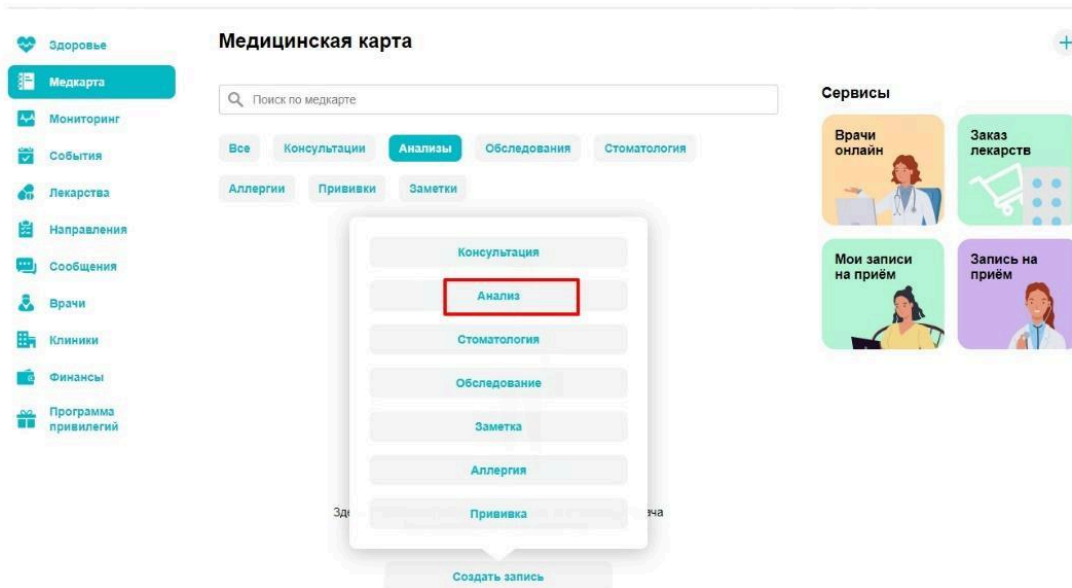 Здоровье
Медкарта
Мониторинг
События
Лекарства
Направления
Сообщения
Врачи
Клиники
Финансы
Программа
привилегий
Медицинская карта
Поиск по медкарте
Все Консультации Анализы Обследования Стоматология
Аллергии Прививки Заметки
Консультация
Анализ
Стоматология
Обследование
Заметка
Аллергия
Прививка
Создать запись
Сервисы
Врачи
онлайн
Заказ
лекарств
Мои записи
на приём
Запись на
приём